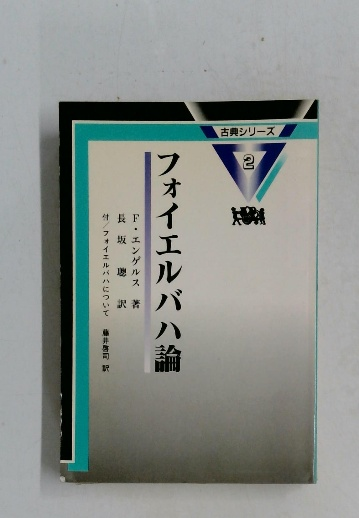 古典シリーズ
2
フォイエルバハ論
F・エンゲルス 著
長坂 聰 訳
付／フォイエルバハについて 藤井啓司 訳